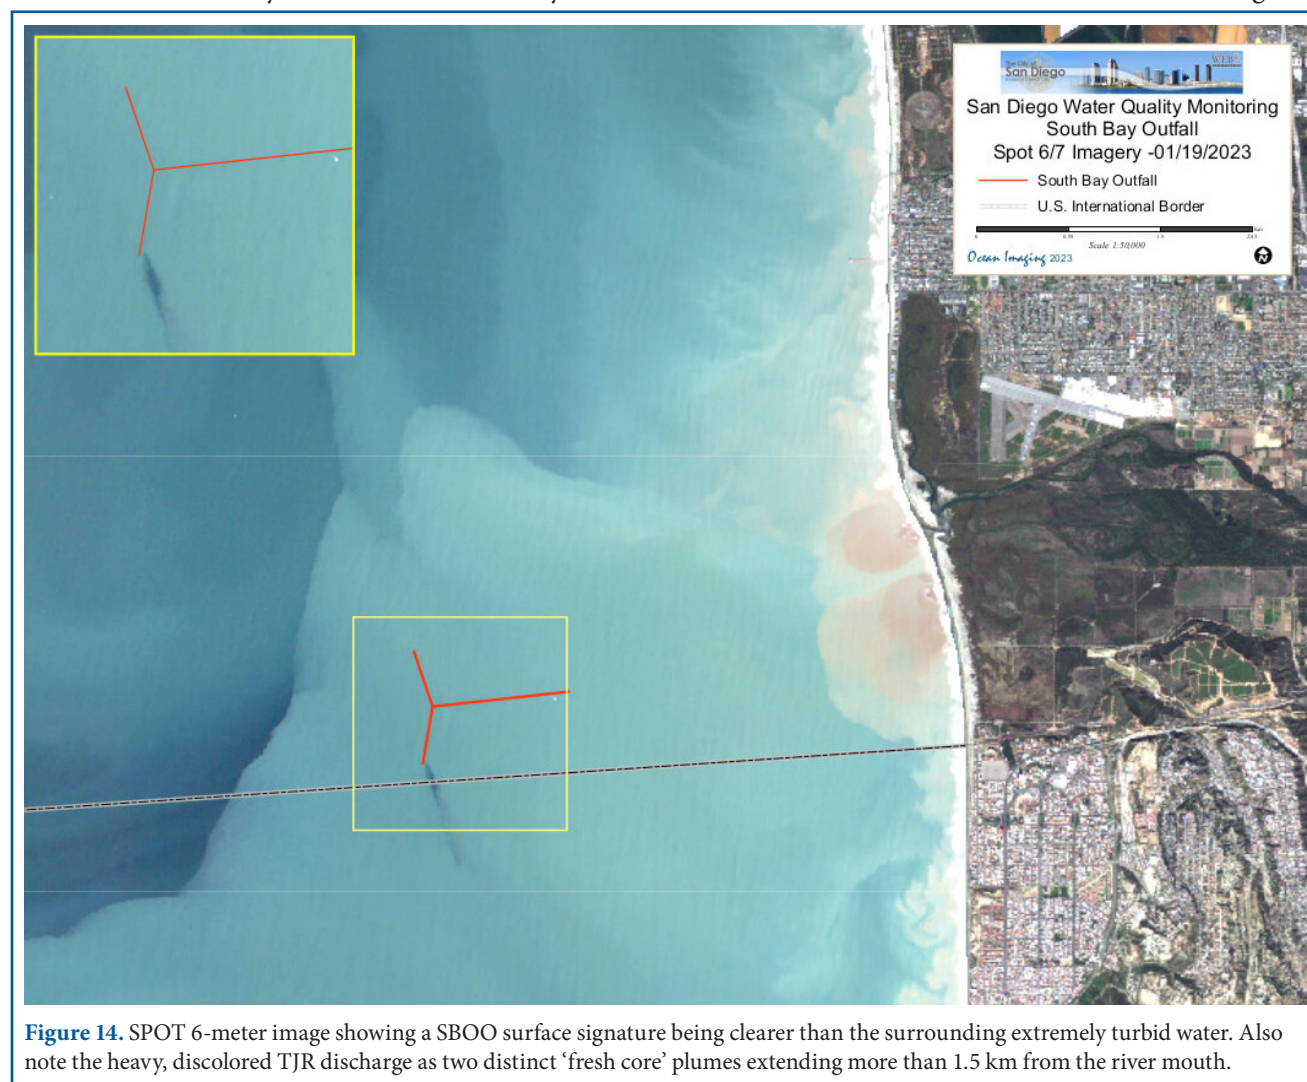 The City of
San Diego
San Diego Water Quality Monitoring
South Bay Outfall
Spot 6/7 Imagery -01/19/2023
South Bay Outfall
U.S. International Border
Scale 1:50,000
Ocean Imaging 2023
N
Figure 14. SPOT 6-meter image showing a SBOO surface signature being clearer than the surrounding extremely turbid water. Also
note the heavy, discolored TJR discharge as two distinct ‘fresh core’ plumes extending more than 1.5 km from the river mouth.